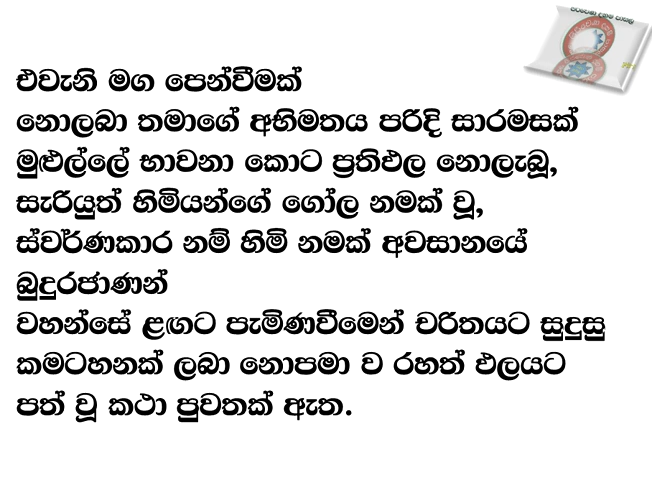 එවැනි මග පෙන්වීමක්
නොලබා තමාගේ අභිමතය පරිදි සාරමසක්
මුළුල්ලේ භාවනා කොට ප්‍රතිඵල නොලැබූ,
සැරියුත් හිමියන්ගේ ගෝල නමක් වූ,
ස්වර්ණකාර නම් හිමි නමක් අවසානයේ
බුදුරජාණන්
වහන්සේ ළඟට පැමිණවීමෙන් චරිතයට සුදුසු
කමටහනක් ලබා නොපමා ව රහත් ඵලයට
පත් වූ කථා පුවතක් ඇත.